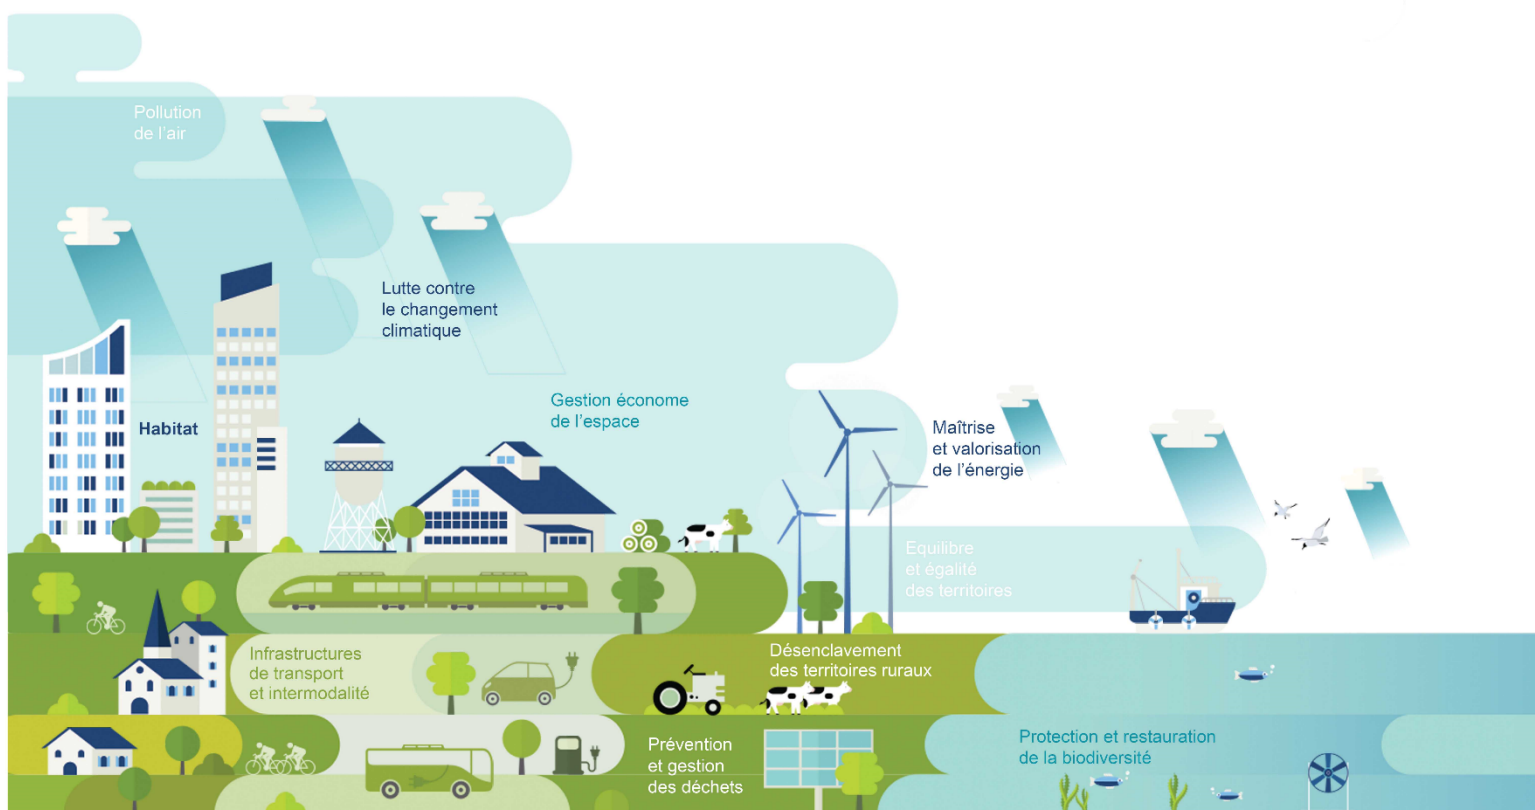 Pollution
de l'air
Lutte contre
le changement
climatique
Gestion économe
de l'espace
Habitat
Maîtrise
et valorisation
de l'énergie
Equilibre
et égalité
des territoires
Infrastructures
de transport
et intermodalité
Désenclavement
des territoires ruraux
Prévention
et gestion
des déchets
Protection et restauration
de la biodiversité